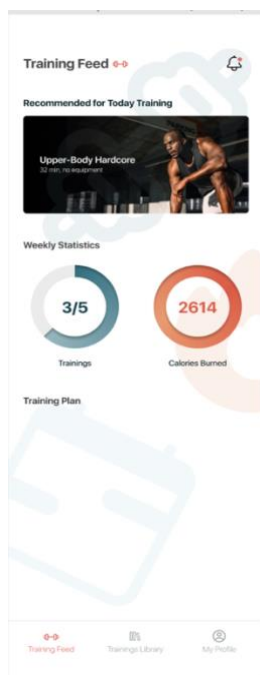 Training Feed
Recommended for Today Training
Upper-Body Hardcore
32 min, no equipment
Weekly Statistics
3/5
2614
Trainings
Calories Burned
Training Plan
Training Feed
Trainings Library
My Profile